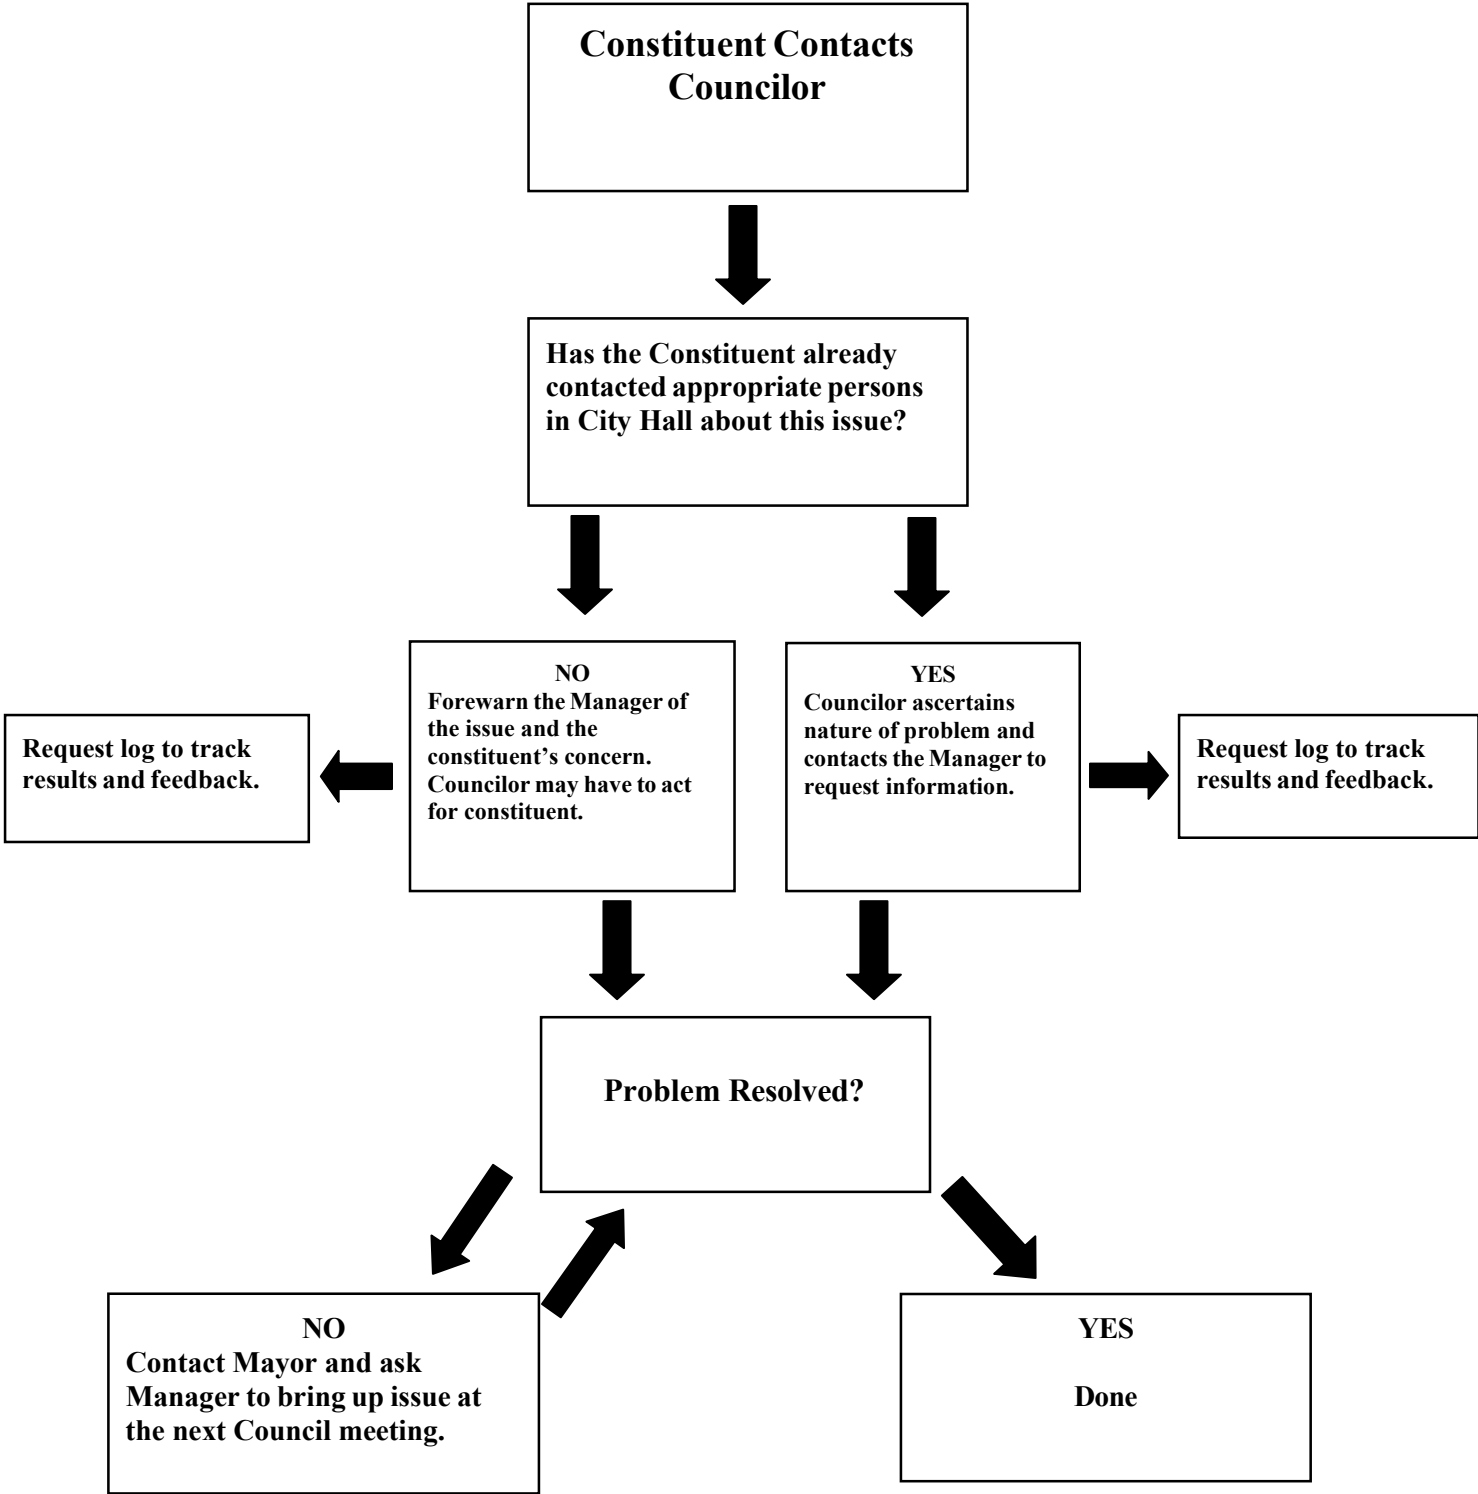 Constituent Contacts
Councilor
Has the Constituent already
contacted appropriate persons
in City Hall about this issue?
NO
Forewarn the Manager of
the issue and the
constituent’s concern.
Councilor may have to act
for constituent.
YES
Councilor ascertains
nature of problem and
contacts the Manager to
request information.
Request log to track
results and feedback.
Request log to track
results and feedback.
Problem Resolved?
NO
Contact Mayor and ask
Manager to bring up issue at
the next Council meeting.
YES
Done